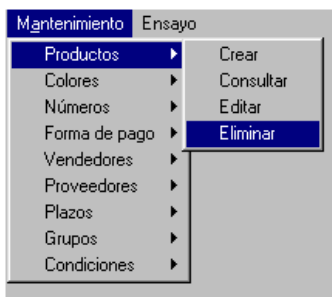 Mantenimiento Ensayo
Productos Crear
Colores Consultar
Números Editar
Forma de pago Eliminar
Vendedores
Proveedores
Plazos
Grupos
Condiciones